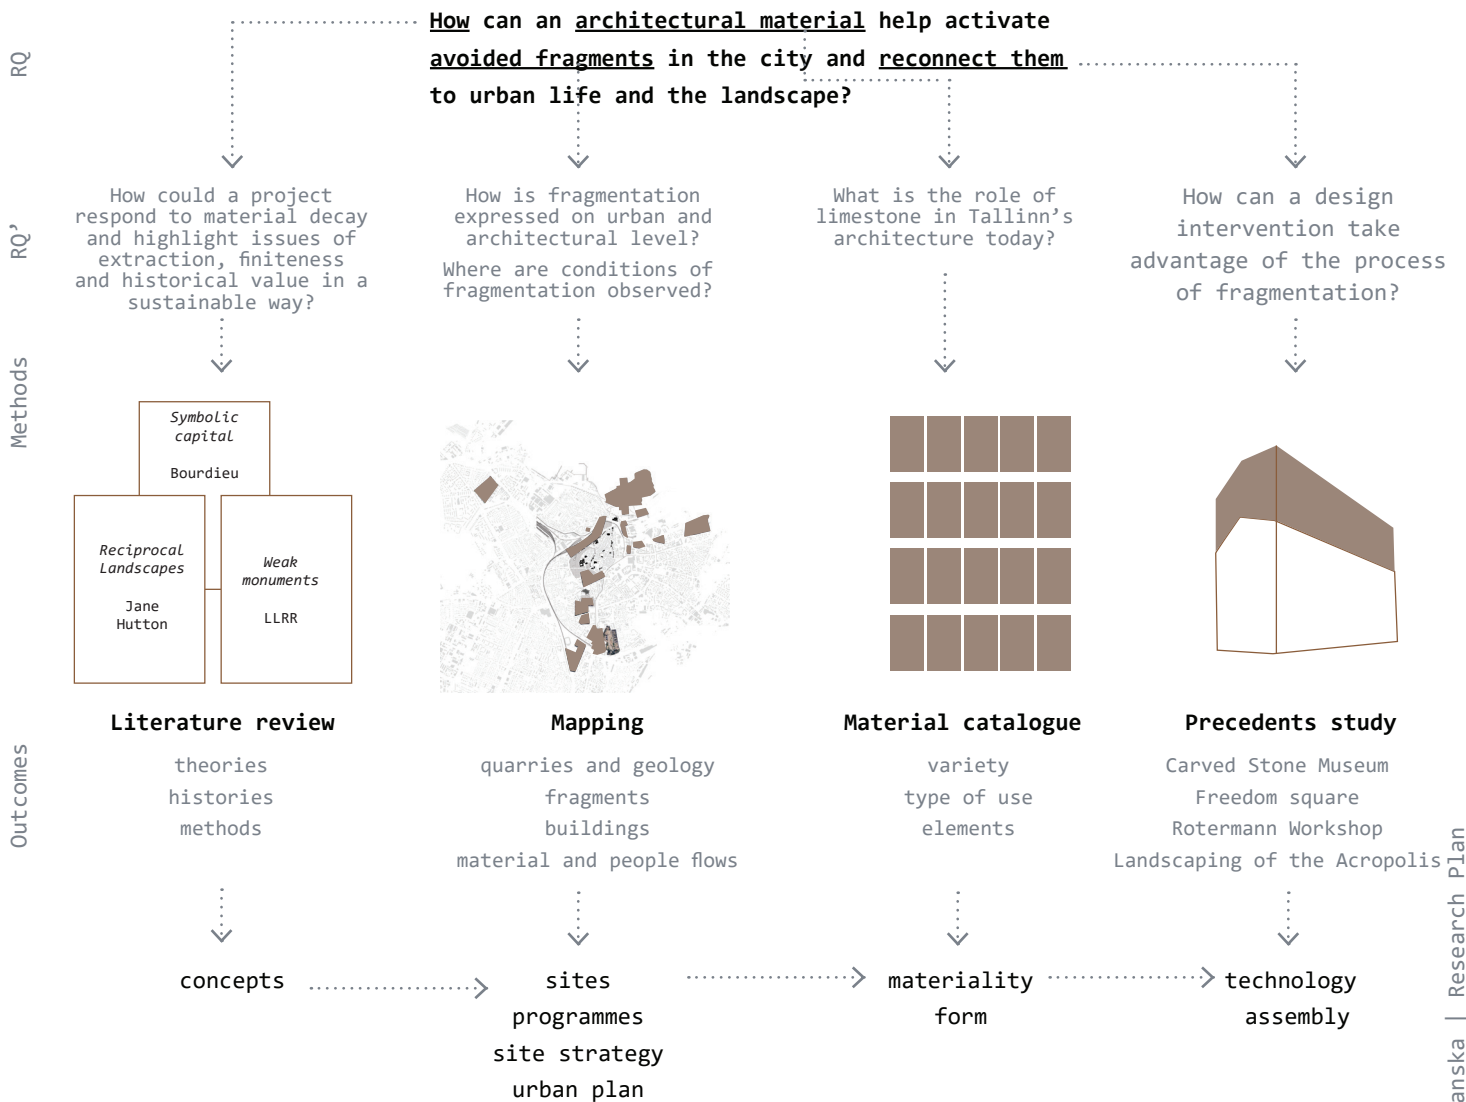 RQ
How can an architectural material help activate
avoided fragments in the city and reconnect them
to urban life and the landscape?
RQ’
How could a project
respond to material decay
and highlight issues of
extraction, finiteness
and historical value in a
sustainable way?
How is fragmentation
expressed on urban and
architectural level?
Where are conditions of
fragmentation observed?
What is the role of
limestone in Tallinn’s
architecture today?
How can a design
intervention take
advantage of the process
of fragmentation?
Methods
Symbolic
capital
Bourdieu
Reciprocal
Landscapes
Jane
Hutton
Weak
monuments
LLRR
Literature review
Mapping
Material catalogue
Precedents study
Outcomes
theories
histories
methods
quarries and geology
fragments
buildings
material and people flows
variety
type of use
elements
Carved Stone Museum
Freedom square
Rotermann Workshop
Landscaping of the Acropolis
concepts
sites
programmes
site strategy
urban plan
materiality
form
technology
assembly
anska | Research Plan